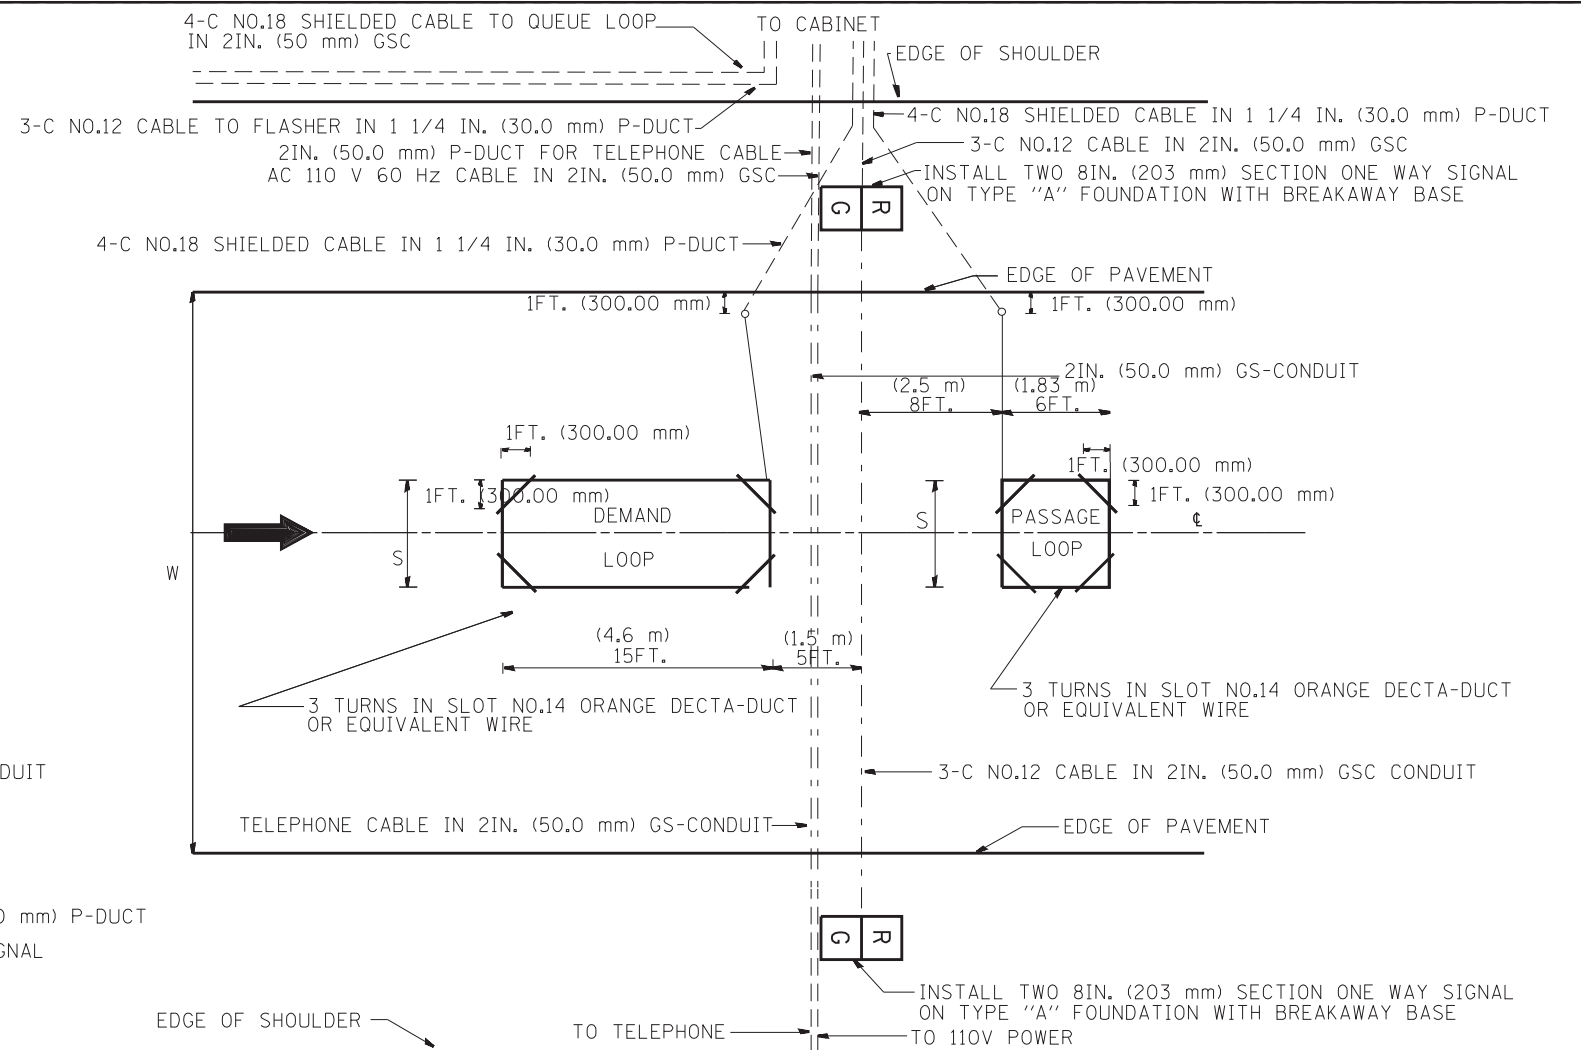 4-C NO.18 SHIELDED CABLE TO QUEUE LOOP
IN 2IN. (50 mm) GSC
TO CABINET
EDGE OF SHOULDER
3-C NO.12 CABLE TO FLASHER IN 1 1/4 IN. (30.0 mm) P-DUCT
4-C NO.18 SHIELDED CABLE IN 1 1/4 IN. (30.0 mm) P-DUCT
2IN. (50.0 mm) P-DUCT FOR TELEPHONE CABLE
3-C NO.12 CABLE IN 2IN. (50.0 mm) GSC
AC 110 V 60 Hz CABLE IN 2IN. (50.0 mm) GSC
INSTALL TWO 8IN. (203 mm) SECTION ONE WAY SIGNAL
ON TYPE "A" FOUNDATION WITH BREAKAWAY BASE
G R
4-C NO.18 SHIELDED CABLE IN 1 1/4 IN. (30.0 mm) P-DUCT
EDGE OF PAVEMENT
1FT. (300.00 mm)
1FT. (300.00 mm)
2IN. (50.0 mm) GS-CONDUIT
(2.5 m)
8FT.
(1.83 m)
6FT.
1FT. (300.00 mm)
1FT. (300.00 mm)
1FT. (300.00 mm)
1FT. (300.00 mm)
DEMAND
LOOP
S
S
PASSAGE
LOOP
℄
W
(4.6 m)
15FT.
(1.5 m)
5FT.
3 TURNS IN SLOT NO.14 ORANGE DECTA-DUCT
OR EQUIVALENT WIRE
3 TURNS IN SLOT NO.14 ORANGE DECTA-DUCT
OR EQUIVALENT WIRE
DUIT
3-C NO.12 CABLE IN 2IN. (50.0 mm) GSC CONDUIT
TELEPHONE CABLE IN 2IN. (50.0 mm) GS-CONDUIT
EDGE OF PAVEMENT
0 mm) P-DUCT
GNAL
G R
INSTALL TWO 8IN. (203 mm) SECTION ONE WAY SIGNAL
ON TYPE "A" FOUNDATION WITH BREAKAWAY BASE
EDGE OF SHOULDER
TO TELEPHONE
TO 110V POWER